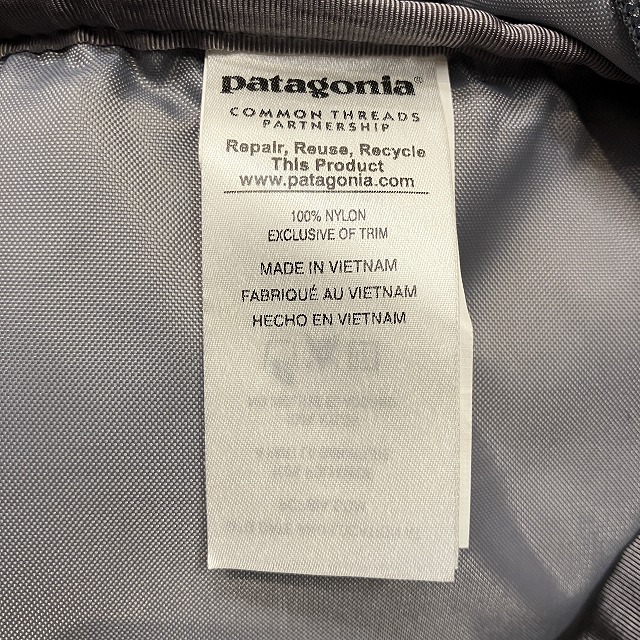 patagonia®
COMMON THREADS
PARTNERSHIP
Repair, Reuse, Recycle
This Product
www.patagonia.com
100% NYLON
EXCLUSIVE OF TRIM
MADE IN VIETNAM
FABRIQUÉ AU VIETNAM
HECHO EN VIETNAM